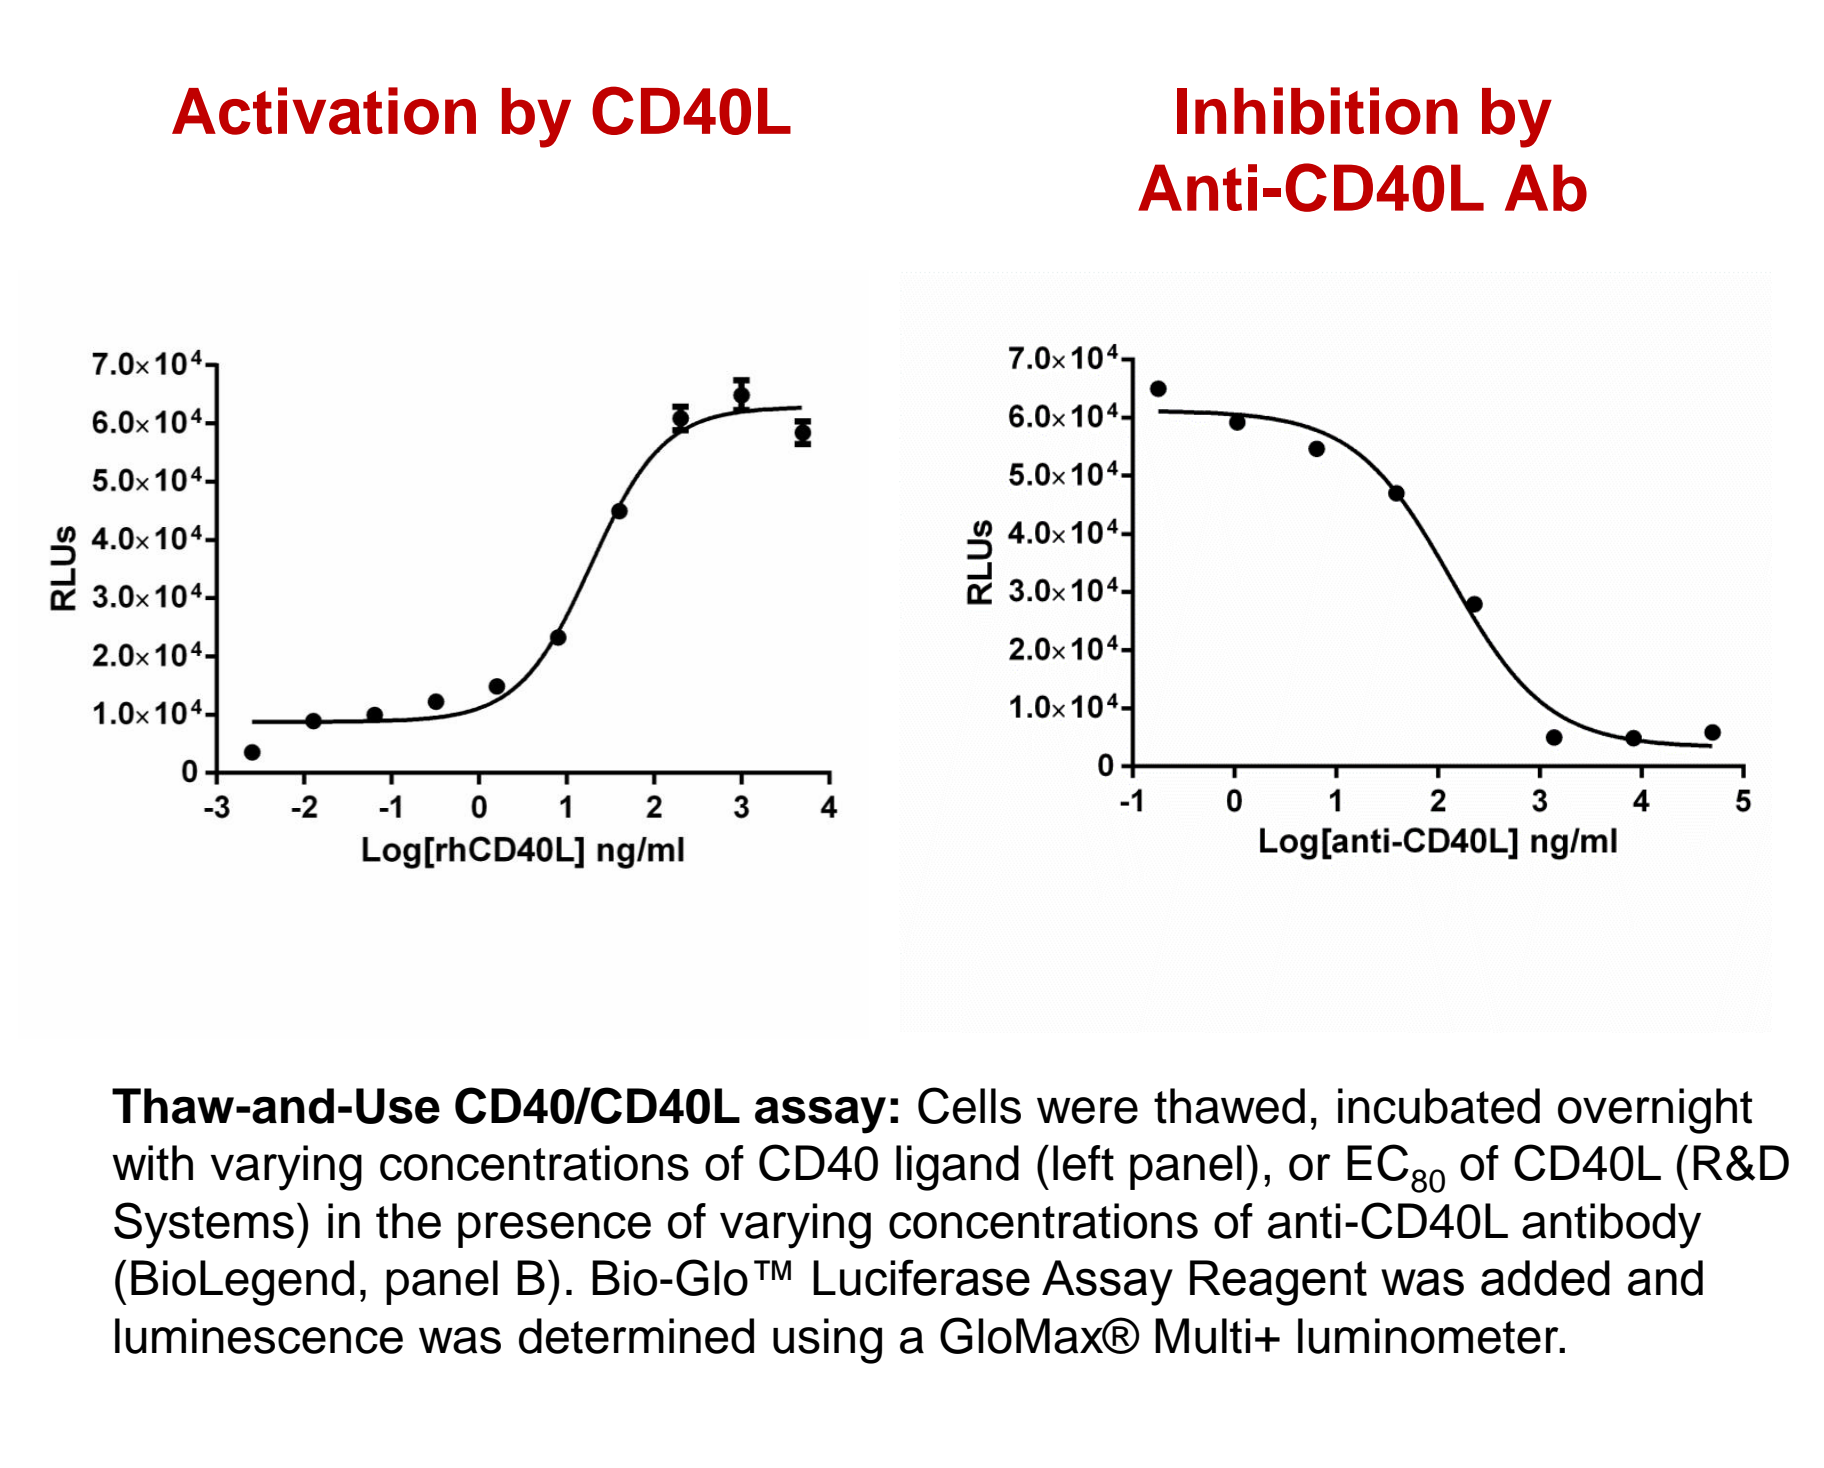 Activation by CD40L
Inhibition by
Anti-CD40L Ab
7.0×10⁴
6.0×10⁴
5.0×10⁴
4.0×10⁴
3.0×10⁴
2.0×10⁴
1.0×10⁴
0
RLUs
-3 -2 -1 0 1 2 3 4
Log[rhCD40L] ng/ml
7.0×10⁴
6.0×10⁴
5.0×10⁴
4.0×10⁴
3.0×10⁴
2.0×10⁴
1.0×10⁴
0
RLUs
-1 0 1 2 3 4 5
Log[anti-CD40L] ng/ml
Thaw-and-Use CD40/CD40L assay: Cells were thawed, incubated overnight
with varying concentrations of CD40 ligand (left panel), or EC₈₀ of CD40L (R&D
Systems) in the presence of varying concentrations of anti-CD40L antibody
(BioLegend, panel B). Bio-Glo™ Luciferase Assay Reagent was added and
luminescence was determined using a GloMax® Multi+ luminometer.